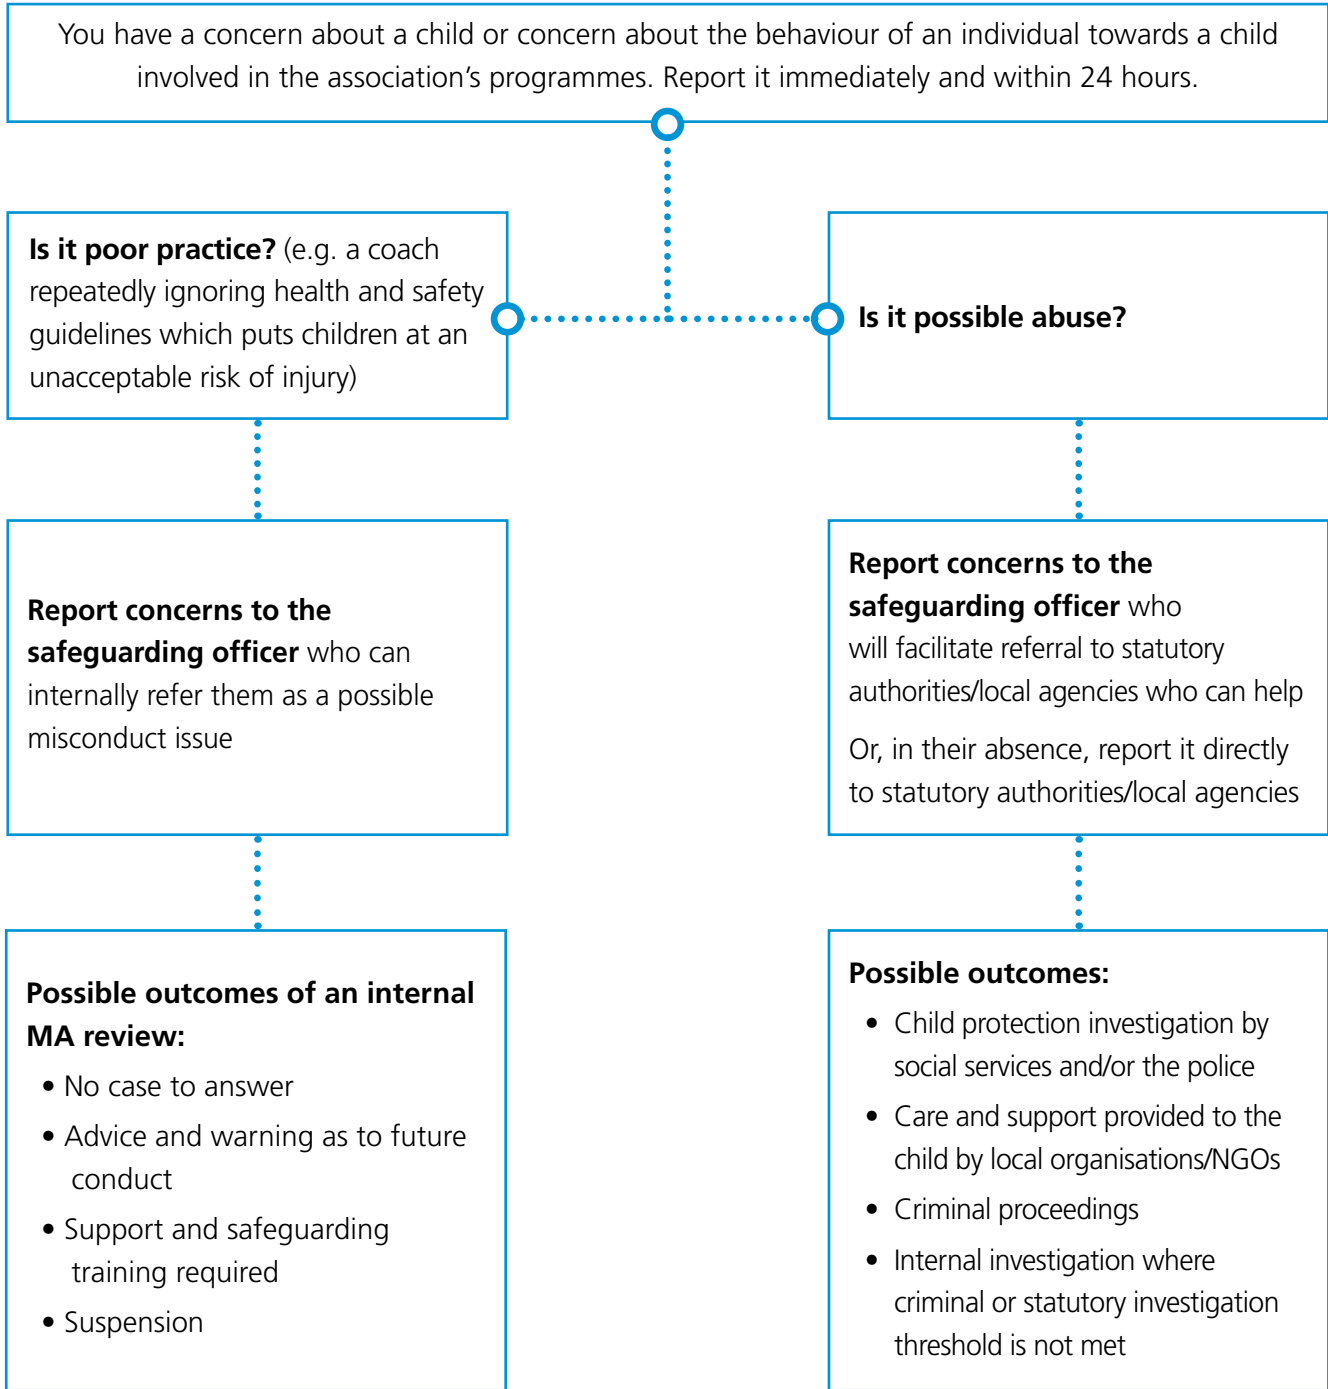 You have a concern about a child or concern about the behaviour of an individual towards a child
involved in the association’s programmes. Report it immediately and within 24 hours.
Is it poor practice? (e.g. a coach
repeatedly ignoring health and safety
guidelines which puts children at an
unacceptable risk of injury)
Is it possible abuse?
Report concerns to the
safeguarding officer who can
internally refer them as a possible
misconduct issue
Report concerns to the
safeguarding officer who
will facilitate referral to statutory
authorities/local agencies who can help
Or, in their absence, report it directly
to statutory authorities/local agencies
Possible outcomes of an internal
MA review:
• No case to answer
• Advice and warning as to future
conduct
• Support and safeguarding
training required
• Suspension
Possible outcomes:
• Child protection investigation by
social services and/or the police
• Care and support provided to the
child by local organisations/NGOs
• Criminal proceedings
• Internal investigation where
criminal or statutory investigation
threshold is not met